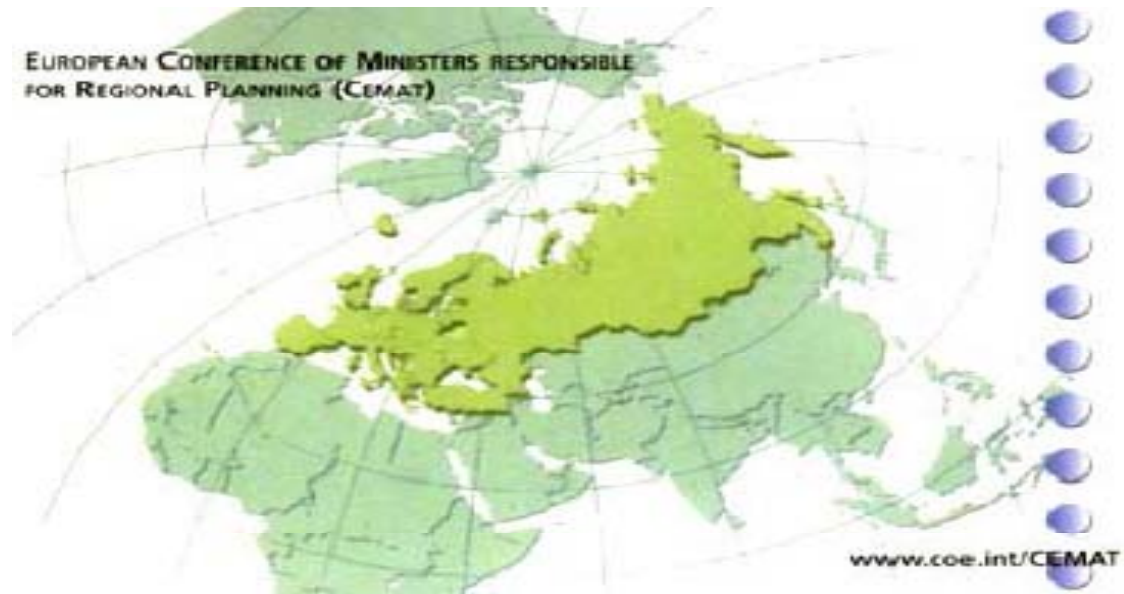 EUROPEAN CONFERENCE OF MINISTERS RESPONSIBLE
FOR REGIONAL PLANNING (CEMAT)
www.coe.int/CEMAT